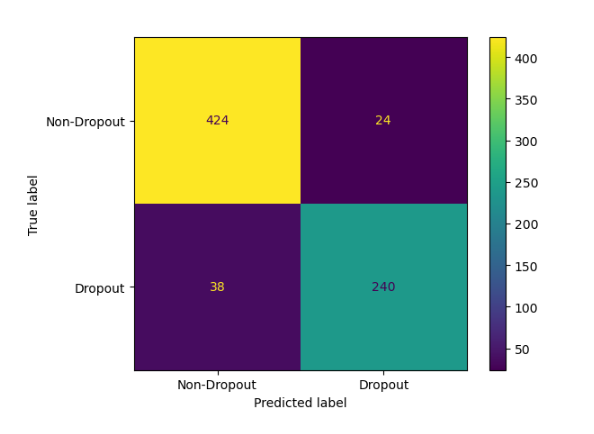 Non-Dropout 424 24
Dropout 38 240
Non-Dropout Dropout
Predicted label
True label
400
350
300
250
200
150
100
50